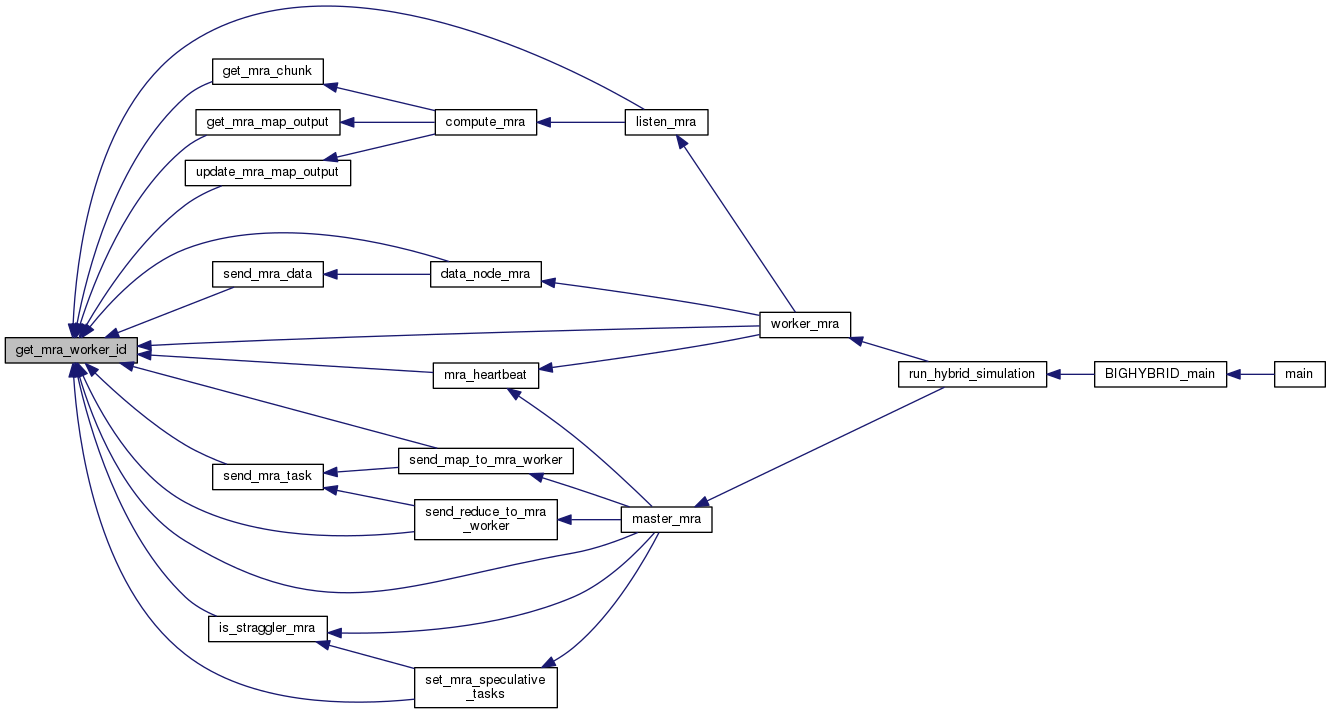 get_mra_chunk
get_mra_map_output
compute_mra
listen_mra
update_mra_map_output
send_mra_data
data_node_mra
worker_mra
get_mra_worker_id
mra_heartbeat
run_hybrid_simulation
BIGHYBRID_main
main
send_map_to_mra_worker
send_mra_task
send_reduce_to_mra
_worker
master_mra
is_straggler_mra
set_mra_speculative
_tasks